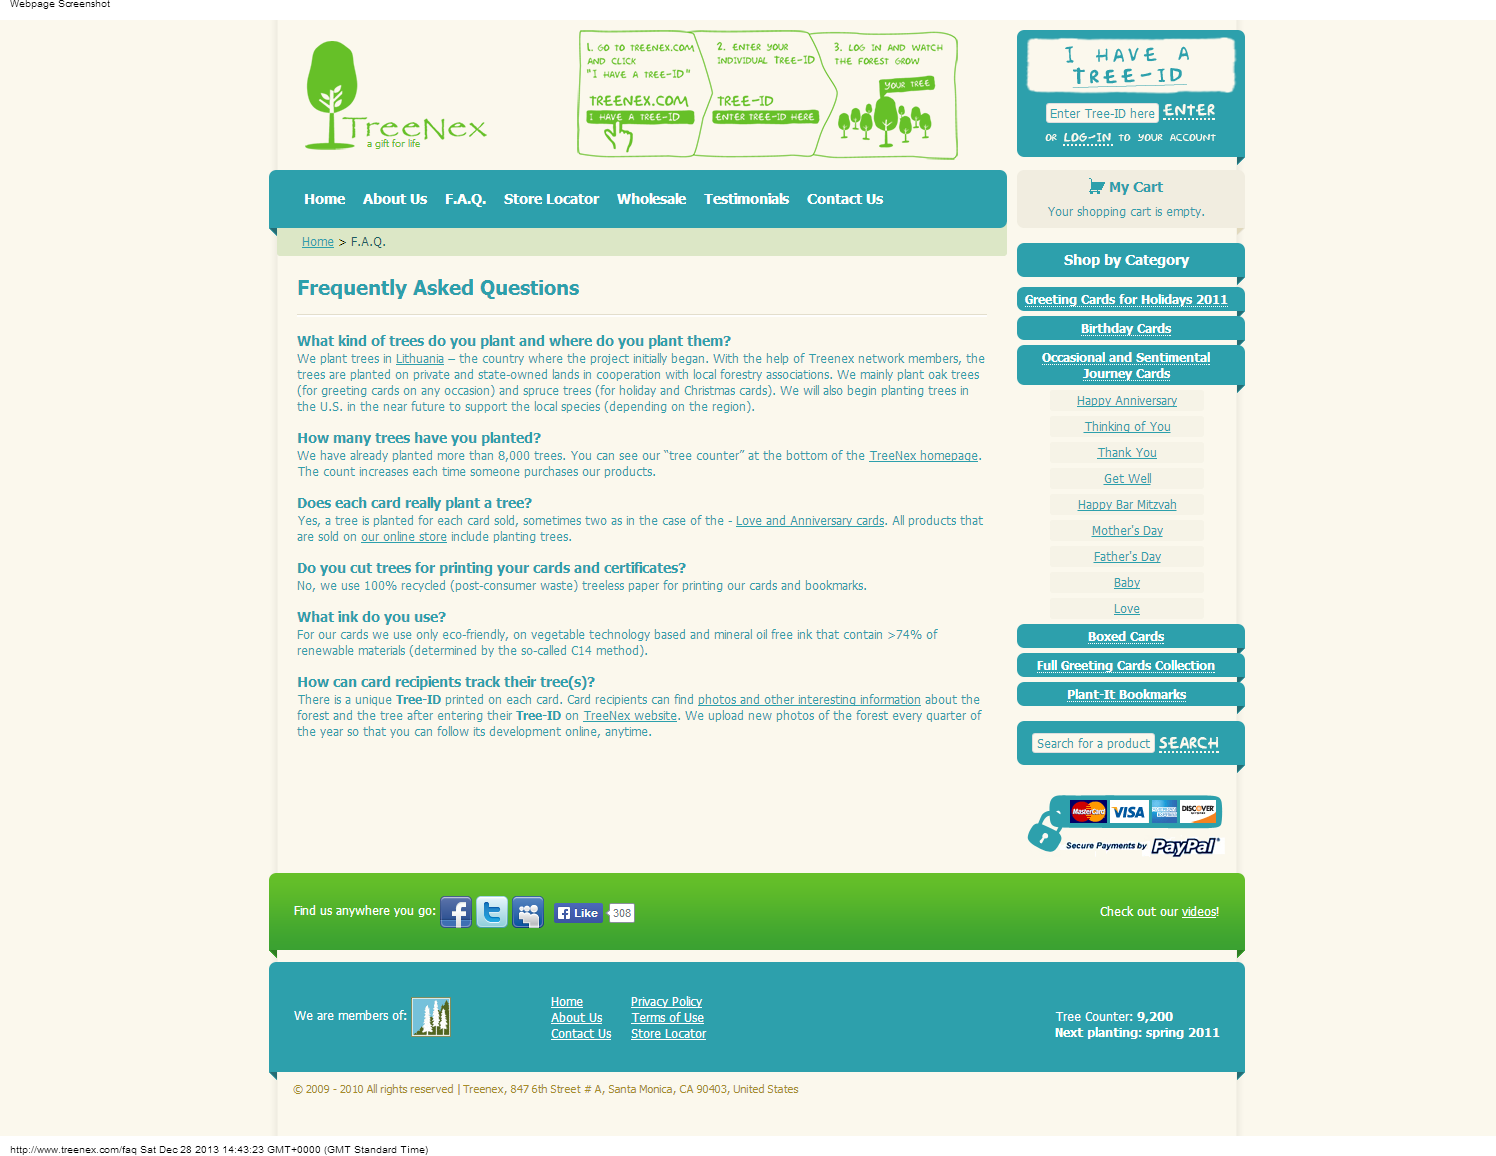 Webpage Screenshot
TreeNex
a gift for life
1. GO TO TREENEX.COM
AND CLICK
"I HAVE A TREE-ID"
TREENEX.COM
I HAVE A TREE-ID
2. ENTER YOUR
INDIVIDUAL TREE-ID
TREE-ID
ENTER TREE-ID HERE
3. LOG IN AND WATCH
THE FOREST GROW
YOUR TREE
I HAVE A
TREE-ID
Enter Tree-ID here ENTER
OR LOG-IN TO YOUR ACCOUNT
Home About Us F.A.Q. Store Locator Wholesale Testimonials Contact Us
My Cart
Your shopping cart is empty.
Home > F.A.Q.
Frequently Asked Questions
What kind of trees do you plant and where do you plant them?
We plant trees in Lithuania – the country where the project initially began. With the help of Treenex network members, the
trees are planted on private and state-owned lands in cooperation with local forestry associations. We mainly plant oak trees
(for greeting cards on any occasion) and spruce trees (for holiday and Christmas cards). We will also begin planting trees in
the U.S. in the near future to support the local species (depending on the region).
How many trees have you planted?
We have already planted more than 8,000 trees. You can see our “tree counter” at the bottom of the TreeNex homepage.
The count increases each time someone purchases our products.
Does each card really plant a tree?
Yes, a tree is planted for each card sold, sometimes two as in the case of the - Love and Anniversary cards. All products that
are sold on our online store include planting trees.
Do you cut trees for printing your cards and certificates?
No, we use 100% recycled (post-consumer waste) treeless paper for printing our cards and bookmarks.
What ink do you use?
For our cards we use only eco-friendly, on vegetable technology based and mineral oil free ink that contain >74% of
renewable materials (determined by the so-called C14 method).
How can card recipients track their tree(s)?
There is a unique Tree-ID printed on each card. Card recipients can find photos and other interesting information about the
forest and the tree after entering their Tree-ID on TreeNex website. We upload new photos of the forest every quarter of
the year so that you can follow its development online, anytime.
Shop by Category
Greeting Cards for Holidays 2011
Birthday Cards
Occasional and Sentimental
Journey Cards
Happy Anniversary
Thinking of You
Thank You
Get Well
Happy Bar Mitzvah
Mother's Day
Father's Day
Baby
Love
Boxed Cards
Full Greeting Cards Collection
Plant-It Bookmarks
Search for a product SEARCH
MasterCard VISA DISCOVER
Secure Payments by PayPal
Find us anywhere you go: Like 308
Check out our videos!
We are members of:
Home
About Us
Contact Us
Privacy Policy
Terms of Use
Store Locator
Tree Counter: 9,200
Next planting: spring 2011
© 2009 - 2010 All rights reserved | Treenex, 847 6th Street # A, Santa Monica, CA 90403, United States
http://www.treenex.com/faq Sat Dec 28 2013 14:43:23 GMT+0000 (GMT Standard Time)